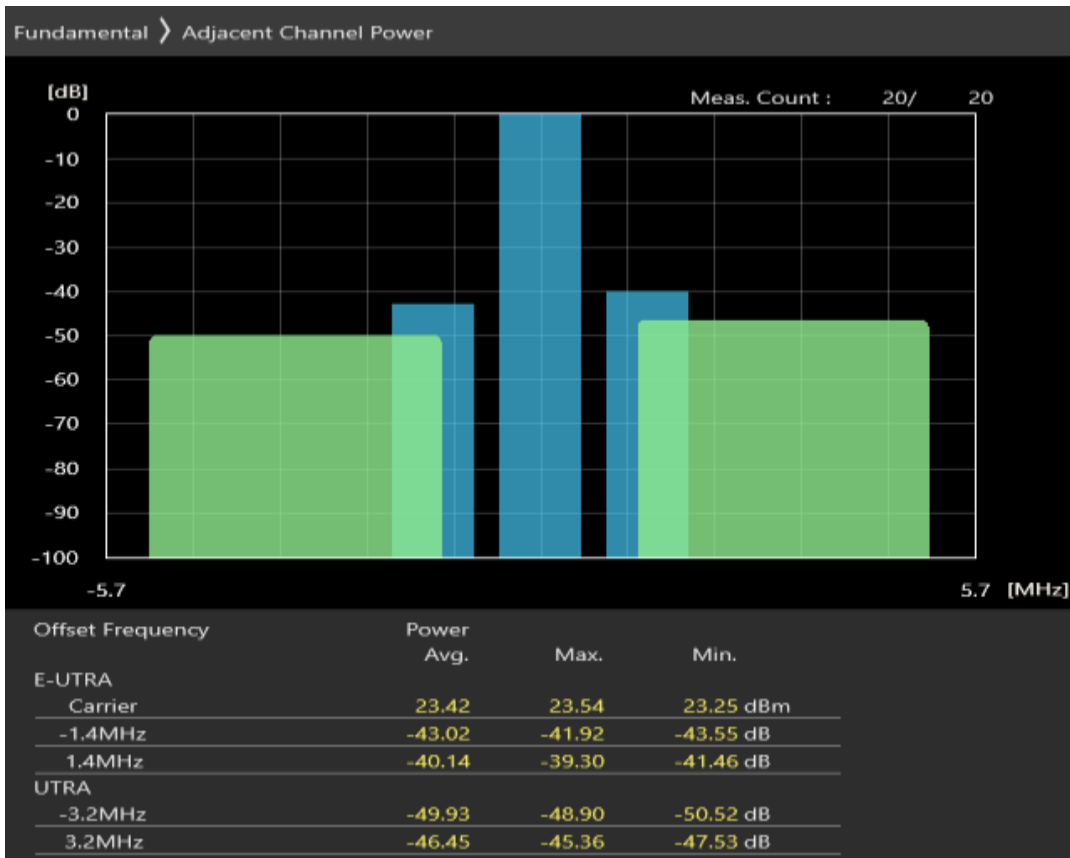 Fundamental 〉 Adjacent Channel Power
[dB]
Meas. Count : 20/ 20
0
-10
-20
-30
-40
-50
-60
-70
-80
-90
-100
-5.7 5.7 [MHz]
Offset Frequency Power
Avg. Max. Min.
E-UTRA
Carrier 23.42 23.54 23.25 dBm
-1.4MHz -43.02 -41.92 -43.55 dB
1.4MHz -40.14 -39.30 -41.46 dB
UTRA
-3.2MHz -49.93 -48.90 -50.52 dB
3.2MHz -46.45 -45.36 -47.53 dB